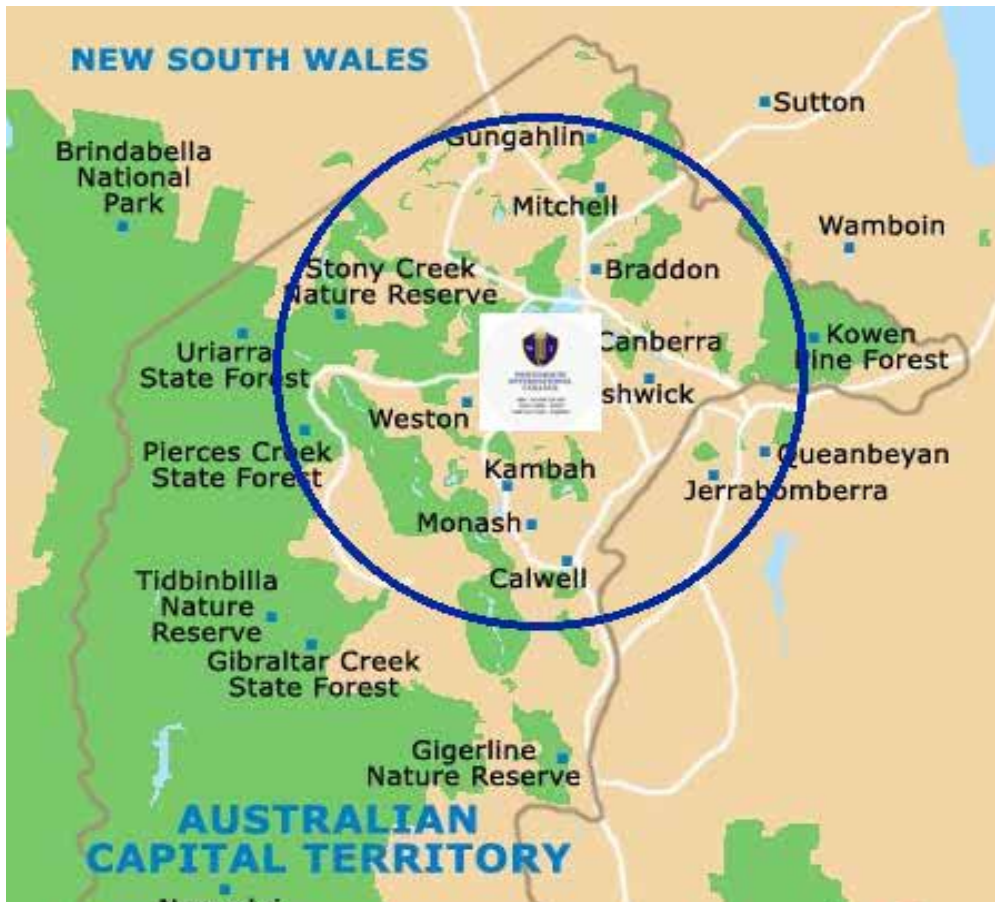 NEW SOUTH WALES
Sutton
Brindabella
National
Park
Gungahlin
Mitchell
Wamboin
Stony Creek
Nature Reserve
Braddon
Uriarra
State Forest
Canberra
Kowen
Pine Forest
shwick
Weston
Pierces Creek
State Forest
Kambah
Queanbeyan
Jerrabomberra
Monash
Calwell
Tidbinbilla
Nature
Reserve
Gibraltar Creek
State Forest
Gigerline
Nature Reserve
AUSTRALIAN
CAPITAL TERRITORY